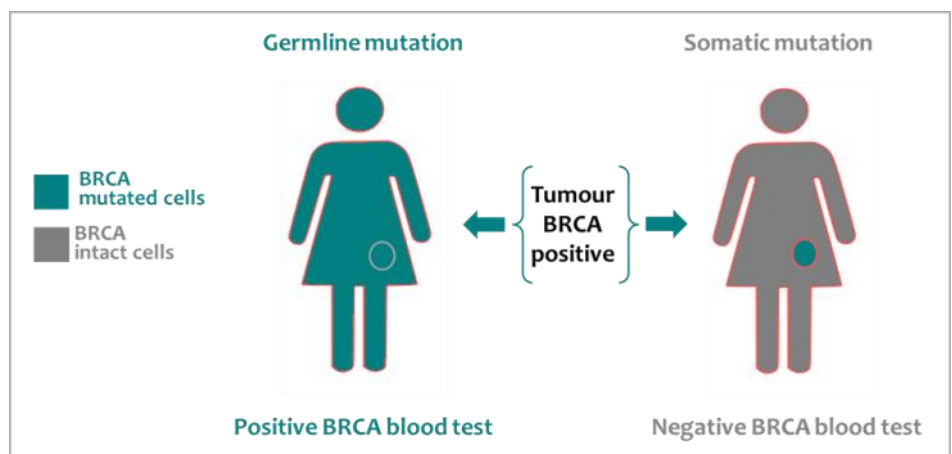 Germline mutation
Somatic mutation
BRCA
mutated cells
BRCA
intact cells
Tumour
BRCA
positive
Positive BRCA blood test
Negative BRCA blood test